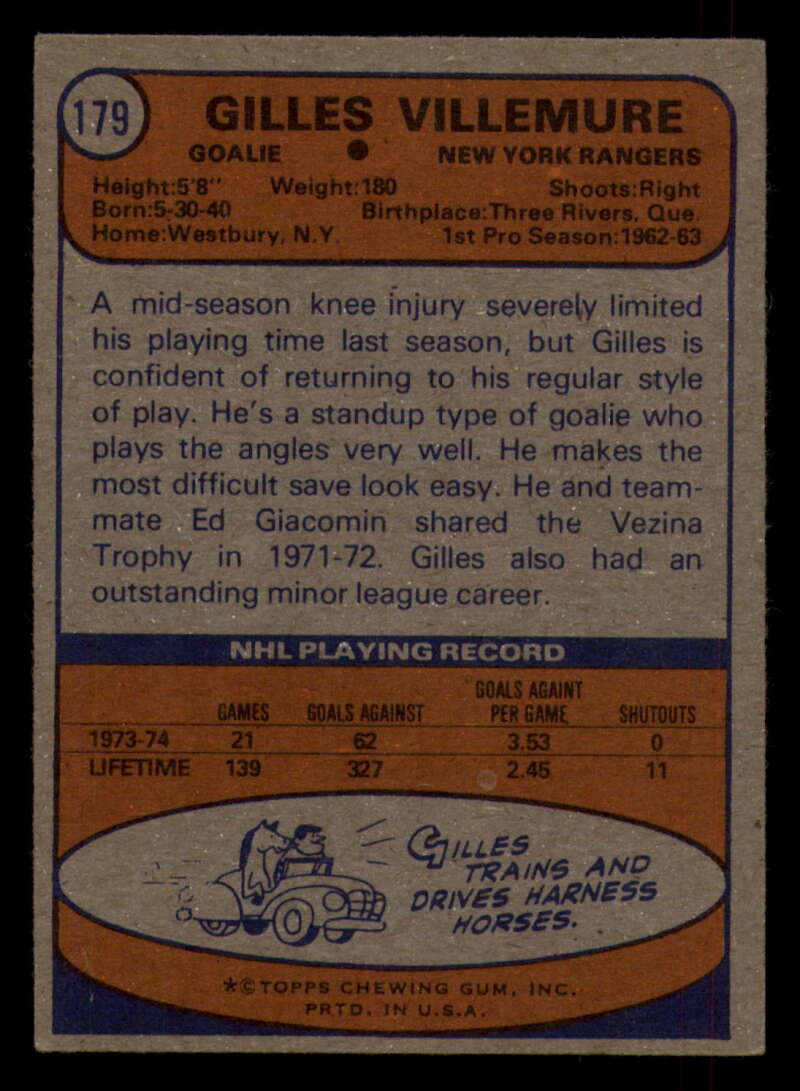 179
GILLES VILLEMURE
GOALIE ● NEW YORK RANGERS
Height:5'8" Weight:180 Shoots:Right
Born:5-30-40 Birthplace:Three Rivers, Que.
Home:Westbury, N.Y. 1st Pro Season:1962-63
A mid-season knee injury severely limited
his playing time last season, but Gilles is
confident of returning to his regular style
of play. He's a standup type of goalie who
plays the angles very well. He makes the
most difficult save look easy. He and team-
mate Ed Giacomin shared the Vezina
Trophy in 1971-72. Gilles also had an
outstanding minor league career.
NHL PLAYING RECORD
GOALS AGAINT
GAMES GOALS AGAINST PER GAME SHUTOUTS
1973-74 21 62 3.53 0
LIFETIME 139 327 2.45 11
GILLES
TRAINS AND
DRIVES HARNESS
HORSES.
*©TOPPS CHEWING GUM, INC.
PRTD. IN U.S.A.